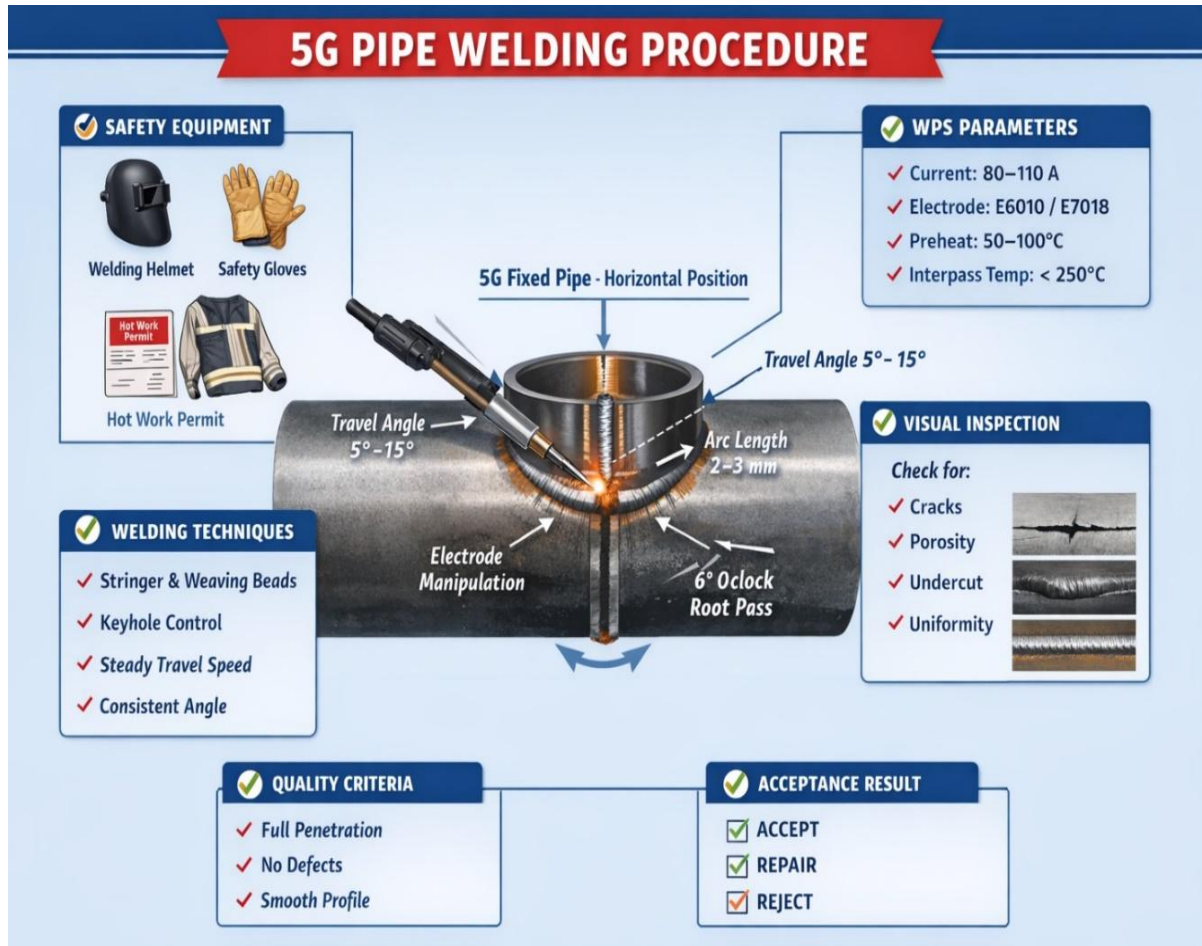 5G PIPE WELDING PROCEDURE
SAFETY EQUIPMENT
Welding Helmet
Safety Gloves
Hot Work
Permit
Hot Work Permit
WPS PARAMETERS
Current: 80–110 A
Electrode: E6010 / E7018
Preheat: 50–100°C
Interpass Temp: < 250°C
5G Fixed Pipe - Horizontal Position
Travel Angle 5°– 15°
Travel Angle
5°–15°
Arc Length
2–3 mm
Electrode
Manipulation
6° Oclock
Root Pass
WELDING TECHNIQUES
Stringer & Weaving Beads
Keyhole Control
Steady Travel Speed
Consistent Angle
VISUAL INSPECTION
Check for:
Cracks
Porosity
Undercut
Uniformity
QUALITY CRITERIA
Full Penetration
No Defects
Smooth Profile
ACCEPTANCE RESULT
ACCEPT
REPAIR
REJECT